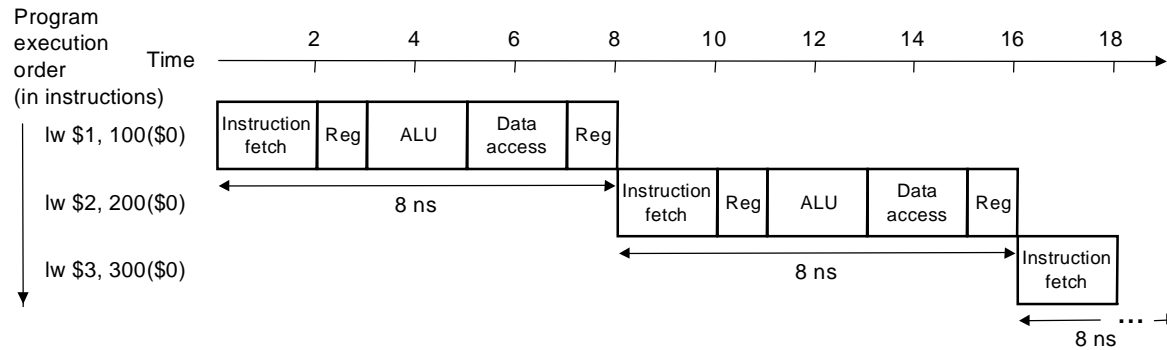 Program
execution
order
(in instructions)
Time
2 4 6 8 10 12 14 16 18
lw $1, 100($0)
Instruction
fetch
Reg
ALU
Data
access
Reg
8 ns
lw $2, 200($0)
Instruction
fetch
Reg
ALU
Data
access
Reg
8 ns
lw $3, 300($0)
Instruction
fetch
...
8 ns